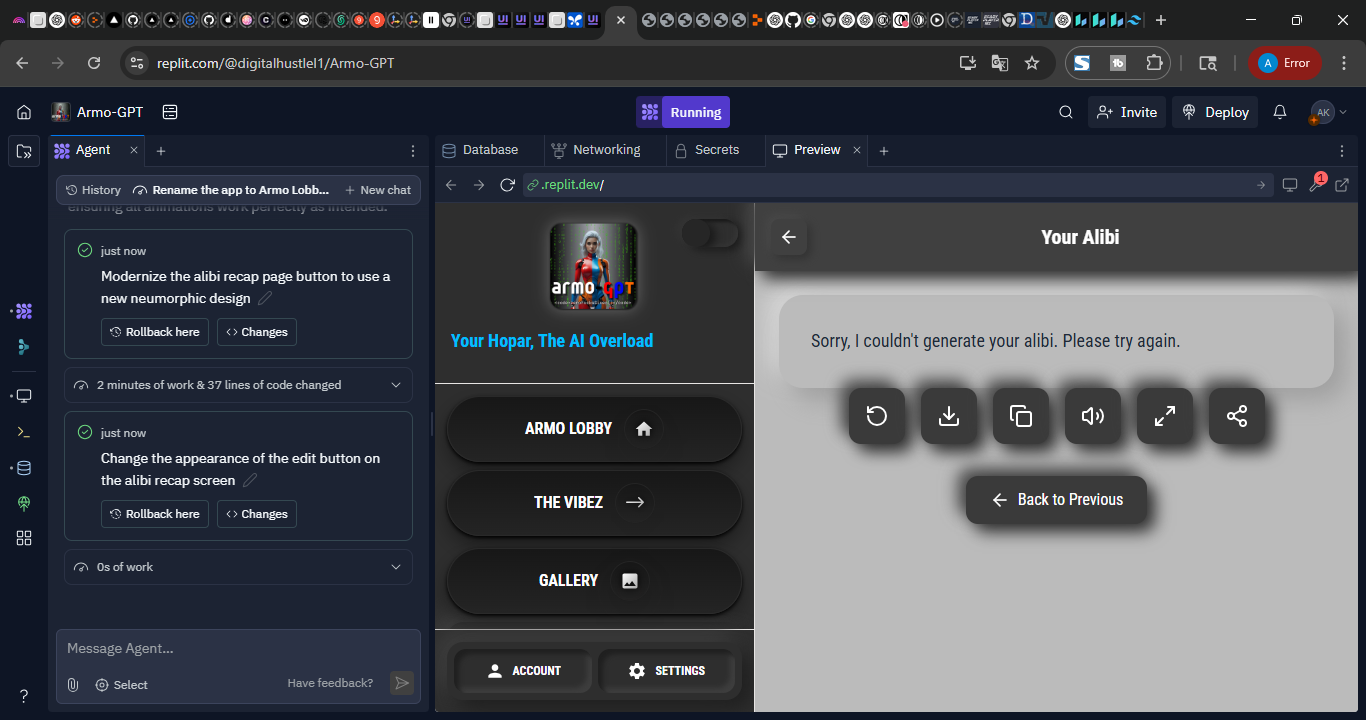 replit.com/@digitalhustlel1/Armo-GPT
A
Error
Armo-GPT
Running
Invite
Deploy
AK
Agent
Database
Networking
Secrets
Preview
History
Rename the app to Armo Lobb...
New chat
.replit.dev/
1
ensuring all animations work perfectly as intended.
just now
Modernize the alibi recap page button to use a
new neumorphic design
Rollback here
Changes
2 minutes of work & 37 lines of code changed
just now
Change the appearance of the edit button on
the alibi recap screen
Rollback here
Changes
0s of work
Message Agent...
Select
Have feedback?
?
armo GPT
Your Hopar, The AI Overload
ARMO LOBBY
THE VIBEZ
GALLERY
ACCOUNT
SETTINGS
Your Alibi
Sorry, I couldn't generate your alibi. Please try again.
Back to Previous